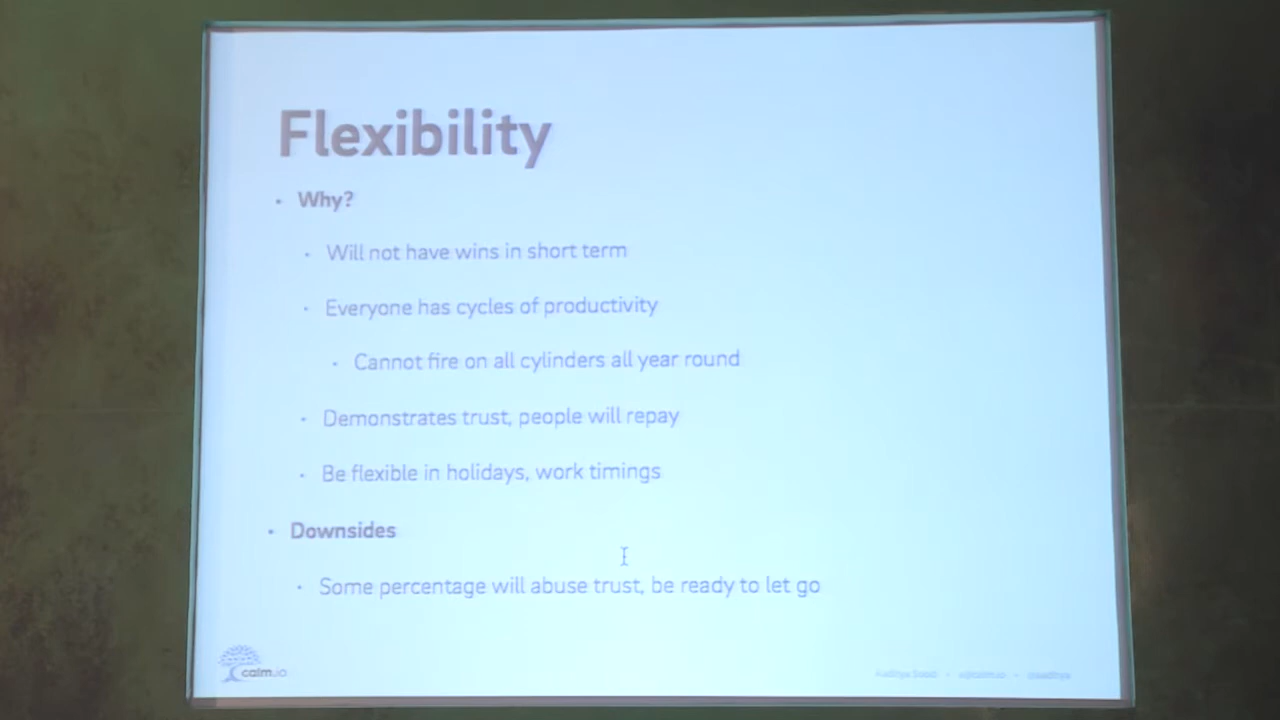 Flexibility
• Why?
• Will not have wins in short term
• Everyone has cycles of productivity
• Cannot fire on all cylinders all year round
• Demonstrates trust, people will repay
• Be flexible in holidays, work timings
• Downsides
• Some percentage will abuse trust, be ready to let go
calm.io